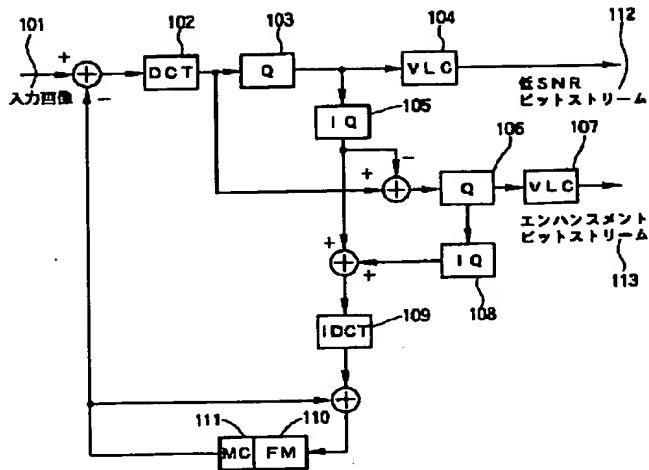 101
102
103
104
112
+
DCT
Q
VLC
入力画像
-
低SNR
ビットストリーム
IQ
105
106
107
-
+
Q
VLC
エンハンスメント
ビットストリーム
113
+
+
IQ
108
IDCT
109
111
110
MC
FM